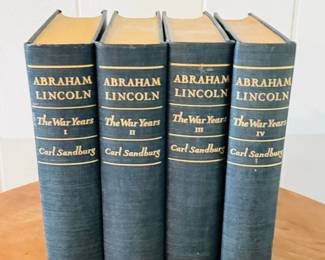 ABRAHAM
LINCOLN
The War Years
I
Carl Sandburg
ABRAHAM
LINCOLN
The War Years
II
Carl Sandburg
ABRAHAM
LINCOLN
The War Years
III
Carl Sandburg
ABRAHAM
LINCOLN
The War Years
IV
Carl Sandburg